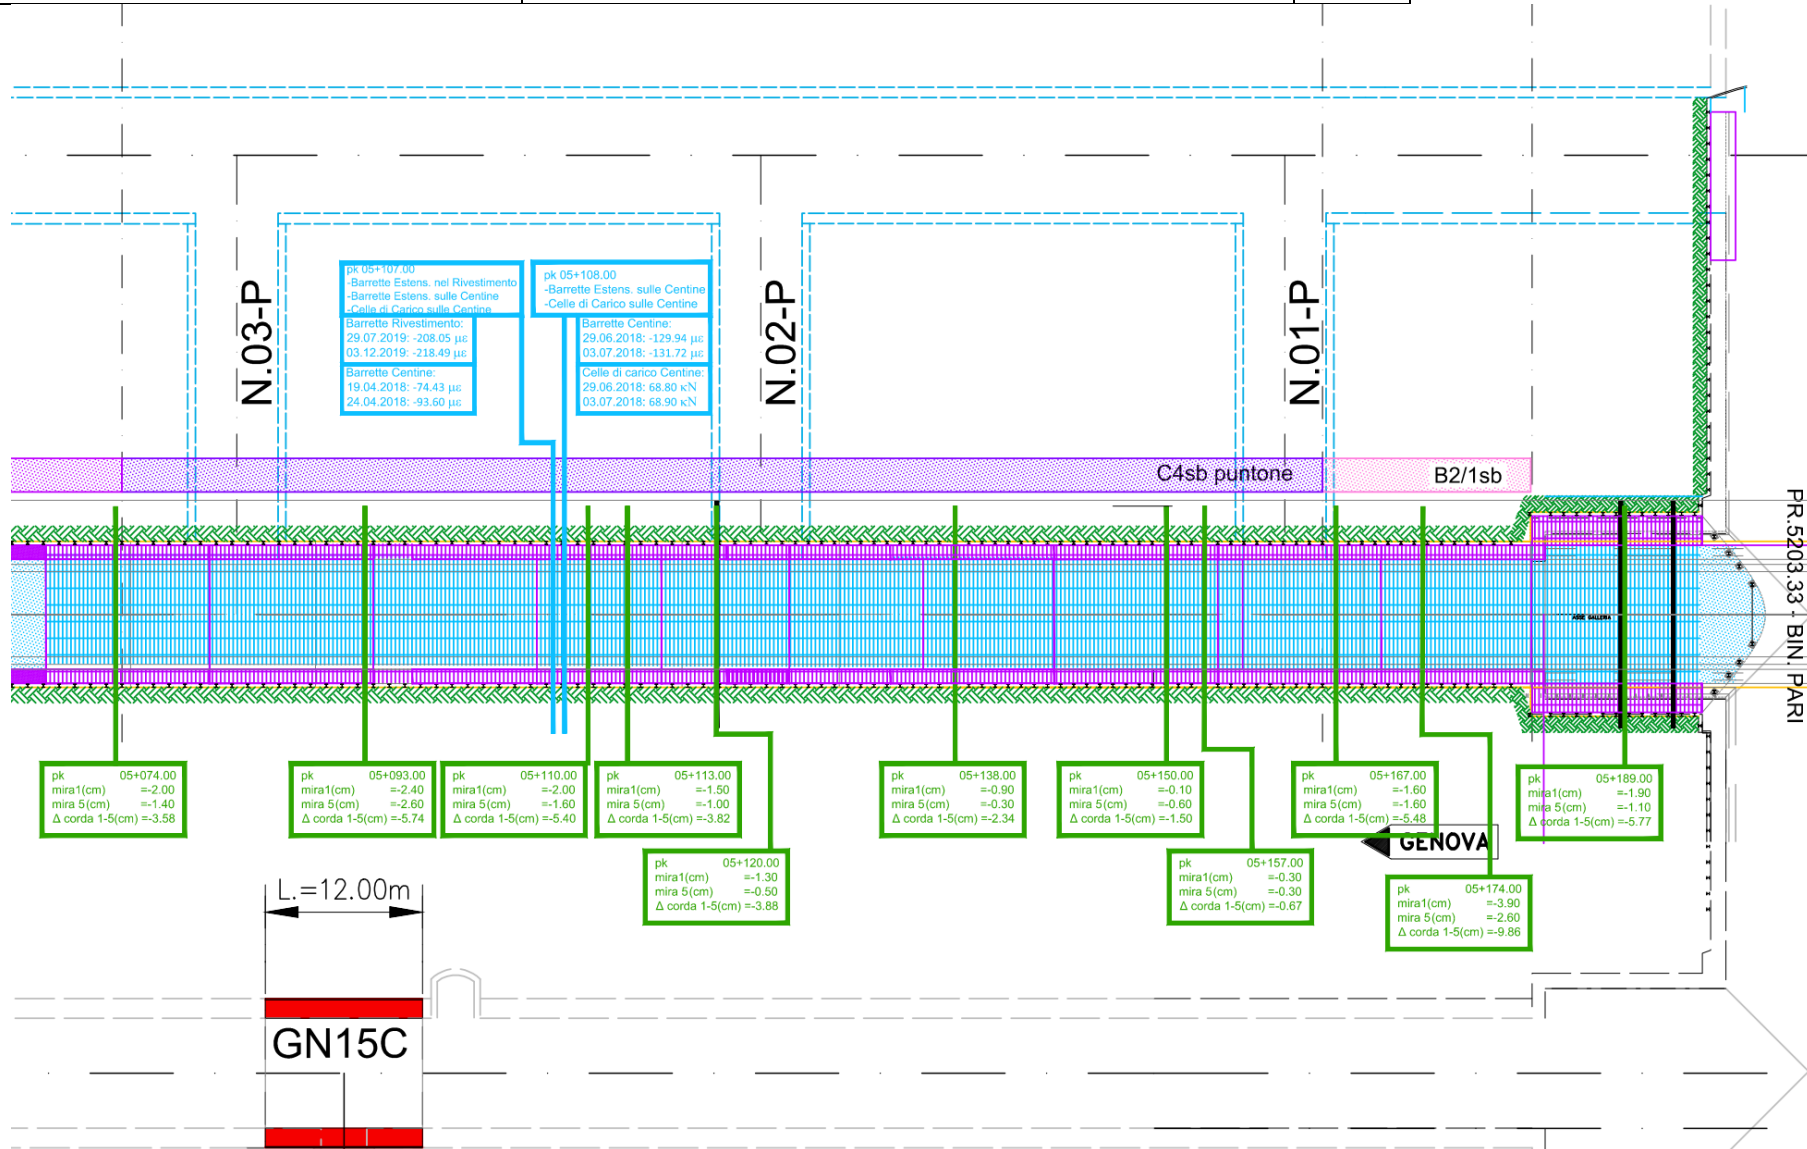 N.03-P
N.02-P
N.01-P
pk 05+107.00
-Barrette Estens. nel Rivestimento
-Barrette Estens. sulle Centine
-Celle di Carico sulle Centine
Barrette Rivestimento:
29.07.2019: -208.05 με
03.12.2019: -218.49 με
Barrette Centine:
19.04.2018: -74.43 με
24.04.2018: -93.60 με
pk 05+108.00
-Barrette Estens. sulle Centine
-Celle di Carico sulle Centine
Barrette Centine:
29.06.2018: -129.94 με
03.07.2018: -131.72 με
Celle di carico Centine:
29.06.2018: 68.80 κN
03.07.2018: 68.90 κN
C4sb puntone
B2/1sb
PR.5203.33 - BIN. PARI
ASSE GALLERIA
pk 05+074.00
mira1(cm) =-2.00
mira 5(cm) =-1.40
Δ corda 1-5(cm) =-3.58
pk 05+093.00
mira1(cm) =-2.40
mira 5(cm) =-2.60
Δ corda 1-5(cm) =-5.74
pk 05+110.00
mira1(cm) =-2.00
mira 5(cm) =-1.60
Δ corda 1-5(cm) =-5.40
pk 05+113.00
mira1(cm) =-1.50
mira 5(cm) =-1.00
Δ corda 1-5(cm) =-3.82
pk 05+138.00
mira1(cm) =-0.90
mira 5(cm) =-0.30
Δ corda 1-5(cm) =-2.34
pk 05+150.00
mira1(cm) =-0.10
mira 5(cm) =-0.60
Δ corda 1-5(cm) =-1.50
pk 05+167.00
mira1(cm) =-1.60
mira 5(cm) =-1.60
Δ corda 1-5(cm) =-5.48
pk 05+189.00
mira1(cm) =-1.90
mira 5(cm) =-1.10
Δ corda 1-5(cm) =-5.77
GENOVA
pk 05+120.00
mira1(cm) =-1.30
mira 5(cm) =-0.50
Δ corda 1-5(cm) =-3.88
pk 05+157.00
mira1(cm) =-0.30
mira 5(cm) =-0.30
Δ corda 1-5(cm) =-0.67
pk 05+174.00
mira1(cm) =-3.90
mira 5(cm) =-2.60
Δ corda 1-5(cm) =-9.86
L.=12.00m
GN15C